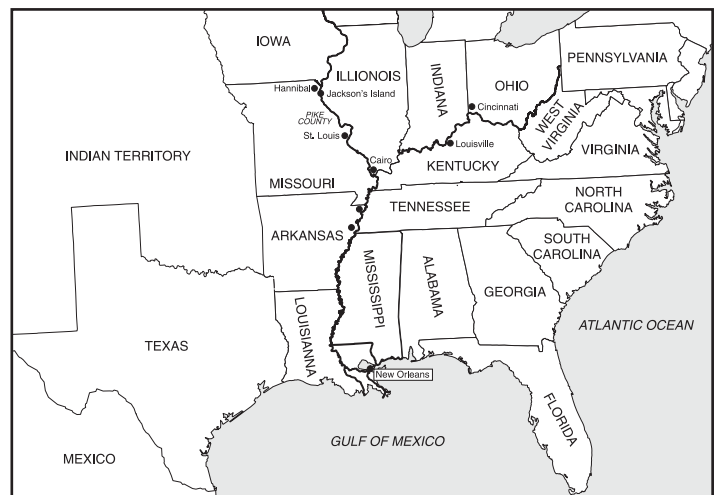 IOWA
ILLIONOIS
INDIANA
OHIO
PENNSYLVANIA
Hannibal
Jackson's Island
Cincinnati
PIKE
COUNTY
St. Louis
WEST
VIRGINIA
Louisville
INDIAN TERRITORY
VIRGINIA
Cairo
KENTUCKY
MISSOURI
TENNESSEE
NORTH
CAROLINA
ARKANSAS
SOUTH
CAROLINA
MISSISSIPPI
ALABAMA
GEORGIA
LOUISIANNA
TEXAS
ATLANTIC OCEAN
New Orleans
FLORIDA
GULF OF MEXICO
MEXICO